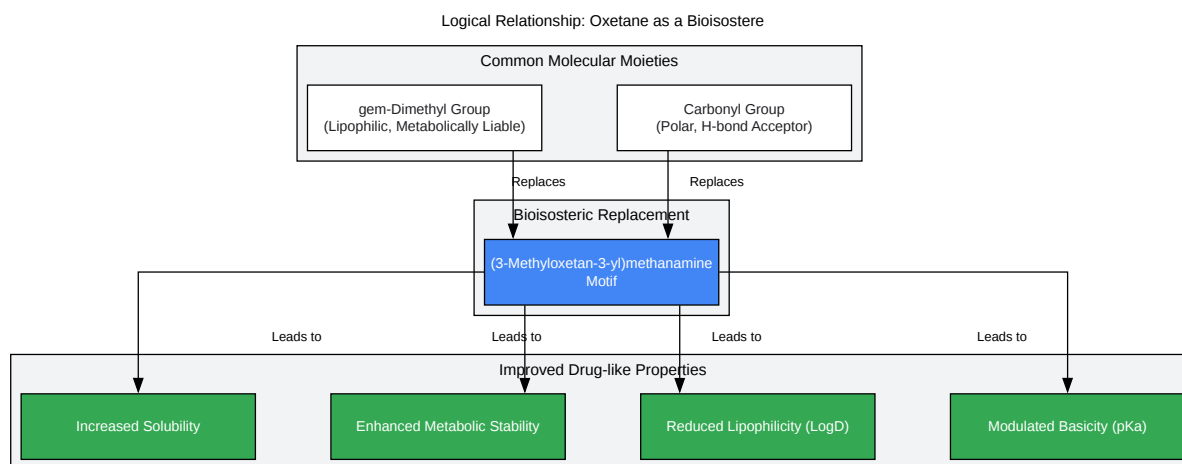 Logical Relationship: Oxetane as a Bioisostere
Common Molecular Moieties
gem-Dimethyl Group
(Lipophilic, Metabolically Liable)
Carbonyl Group
(Polar, H-bond Acceptor)
Replaces
Replaces
Bioisosteric Replacement
(3-Methyloxetan-3-yl)methanamine
Motif
Leads to
Leads to
Leads to
Leads to
Improved Drug-like Properties
Increased Solubility
Enhanced Metabolic Stability
Reduced Lipophilicity (LogD)
Modulated Basicity (pKa)